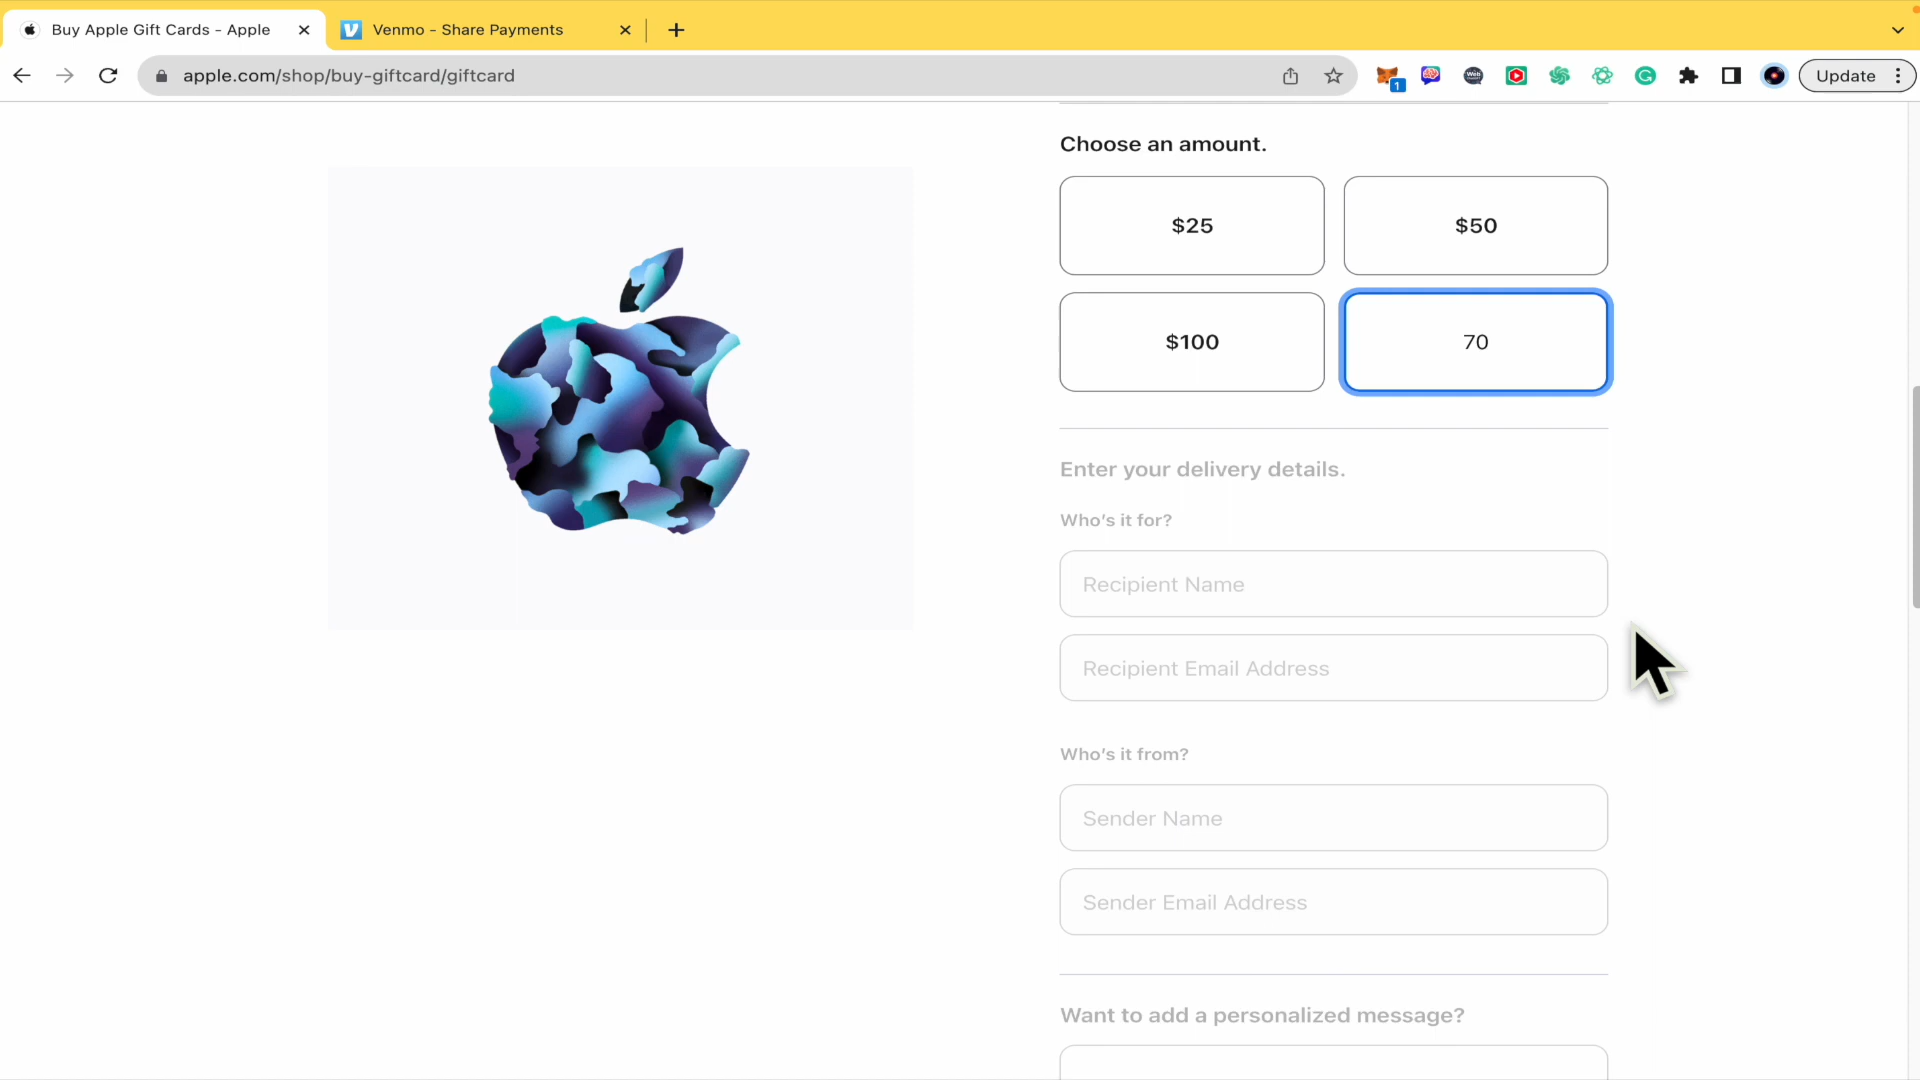 Buy Apple Gift Cards - Apple
Venmo - Share Payments
apple.com/shop/buy-giftcard/giftcard
1
Update
Choose an amount.
$25
$50
$100
70
Enter your delivery details.
Who's it for?
Recipient Name
Recipient Email Address
Who's it from?
Sender Name
Sender Email Address
Want to add a personalized message?